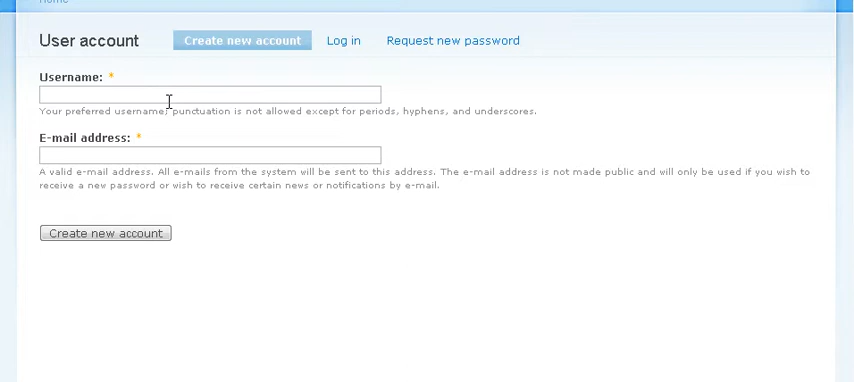 Home
User account
Create new account Log in Request new password
Username: *
Your preferred username; punctuation is not allowed except for periods, hyphens, and underscores.
E-mail address: *
A valid e-mail address. All e-mails from the system will be sent to this address. The e-mail address is not made public and will only be used if you wish to
receive a new password or wish to receive certain news or notifications by e-mail.
Create new account